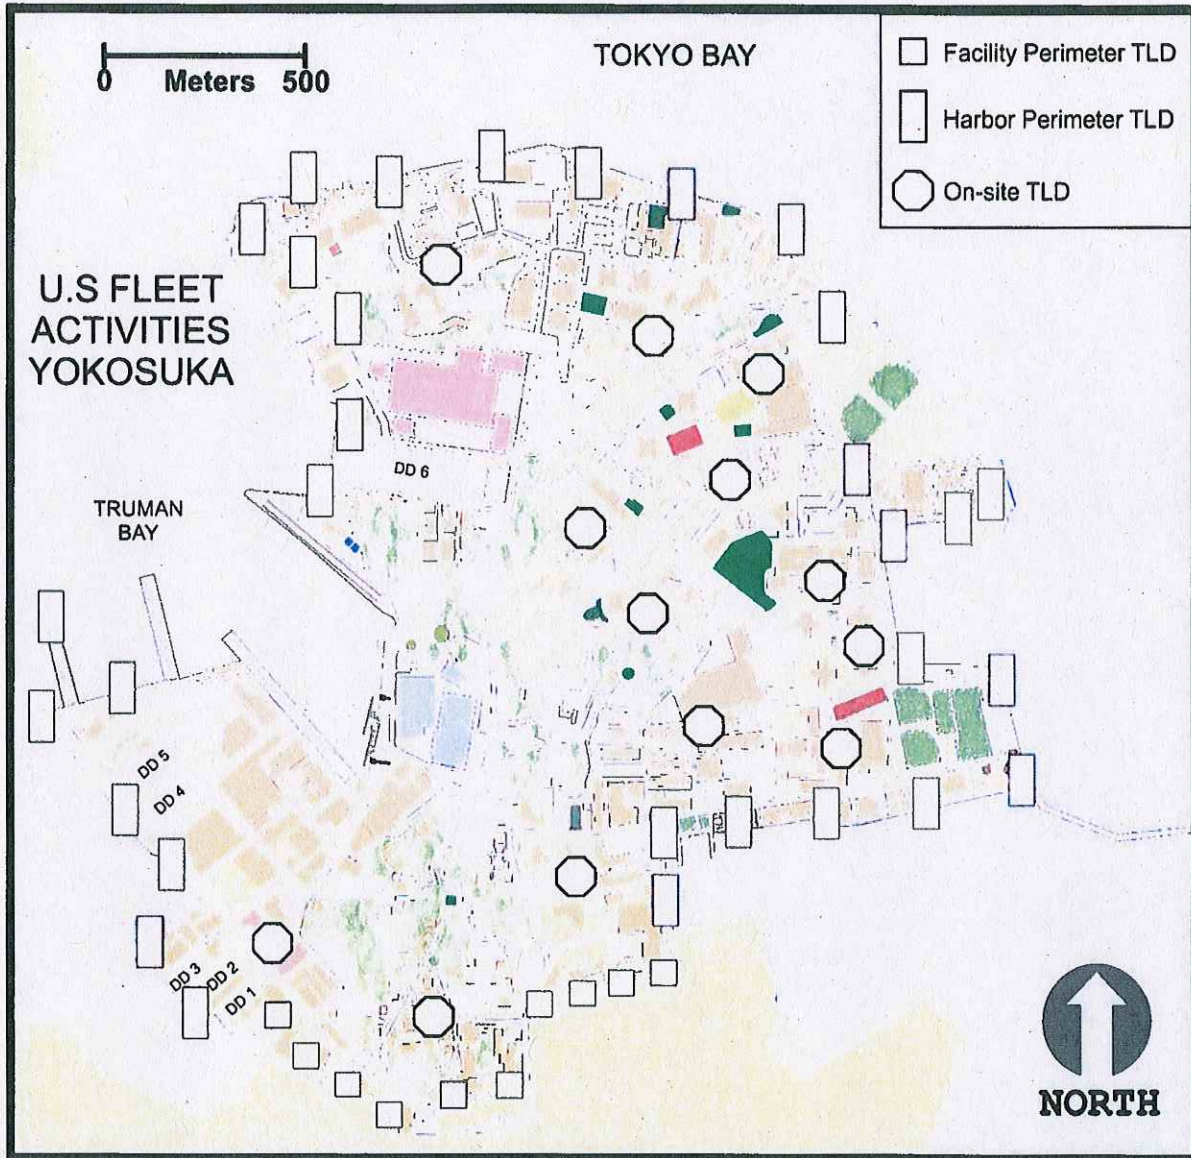 0 Meters 500
TOKYO BAY
Facility Perimeter TLD
Harbor Perimeter TLD
On-site TLD
U.S FLEET
ACTIVITIES
YOKOSUKA
DD 6
TRUMAN
BAY
DD 5
DD 4
DD 3
DD 2
DD 1
NORTH